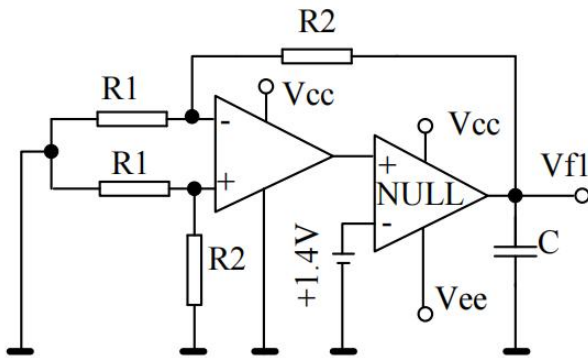 R2
R1
Vcc
-
Vcc
R1
+
+
NULL
Vf1
-
R2
+1.4V
C
Vee